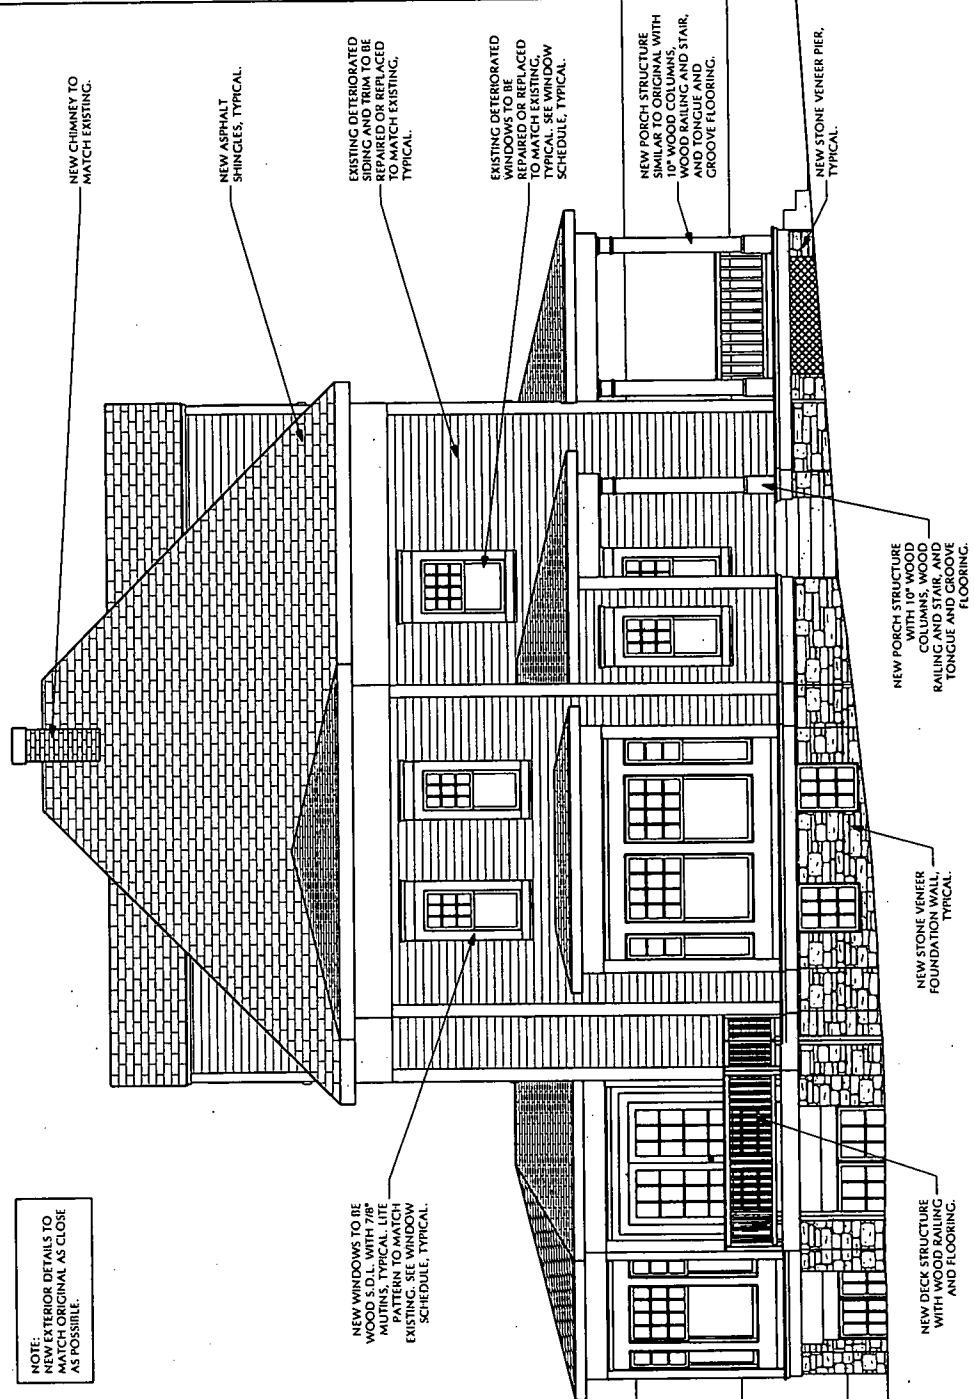 NOTE:
NEW EXTERIOR DETAILS TO
MATCH ORIGINAL AS CLOSE
AS POSSIBLE.
NEW CHIMNEY TO
MATCH EXISTING.
NEW ASPHALT
SHINGLES, TYPICAL.
EXISTING DETERIORATED
SIDING AND TRIM TO BE
REPAIRED OR REPLACED
TO MATCH EXISTING,
TYPICAL.
EXISTING DETERIORATED
WINDOWS TO BE
REPAIRED OR REPLACED
TO MATCH EXISTING,
TYPICAL. SEE WINDOW
SCHEDULE, TYPICAL.
NEW PORCH STRUCTURE
SIMILAR TO ORIGINAL WITH
10" WOOD COLUMNS,
WOOD RAILING AND STAIR,
AND TONGUE AND
GROOVE FLOORING.
NEW STONE VENEER PIER,
TYPICAL.
NEW WINDOWS TO BE
WOOD S.D.L. WITH 7/8"
MUTINS, TYPICAL. LITE
PATTERN TO MATCH
EXISTING. SEE WINDOW
SCHEDULE, TYPICAL.
NEW DECK STRUCTURE
WITH WOOD RAILING
AND FLOORING.
NEW STONE VENEER
FOUNDATION WALL,
TYPICAL.
NEW PORCH STRUCTURE
WITH 10" WOOD
COLUMNS, WOOD
RAILING AND STAIR, AND
TONGUE AND GROOVE
FLOORING.